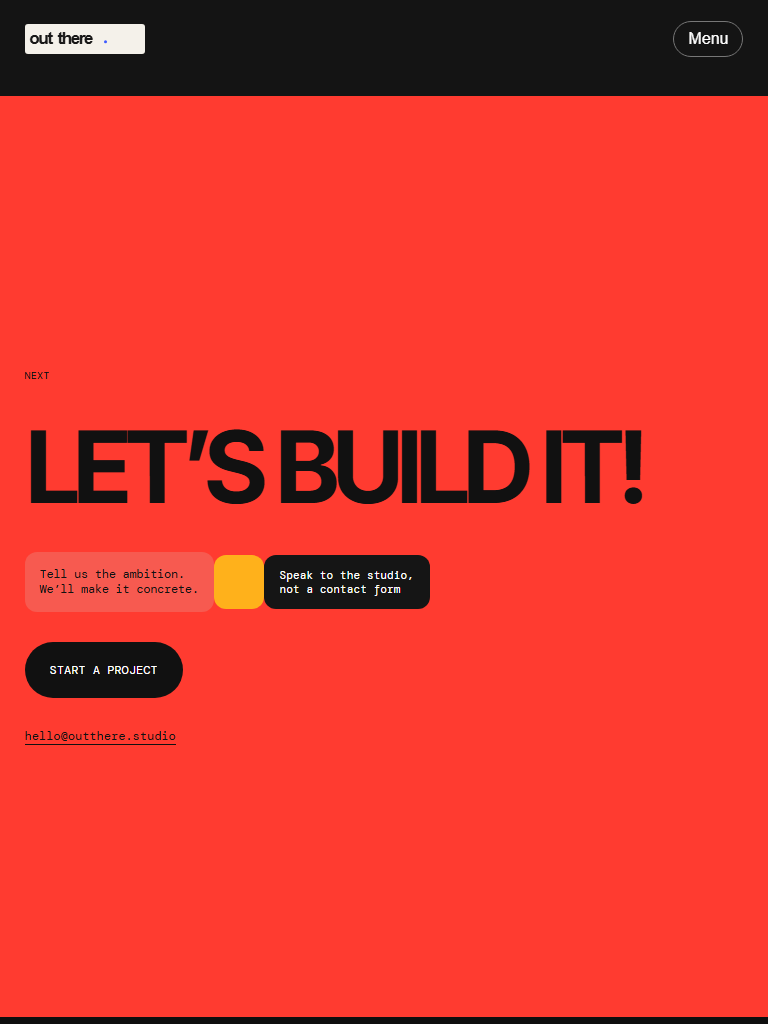 out there .
Menu
NEXT
LET’S BUILD IT!
Tell us the ambition.
We’ll make it concrete.
Speak to the studio,
not a contact form
START A PROJECT
hello@outthere.studio